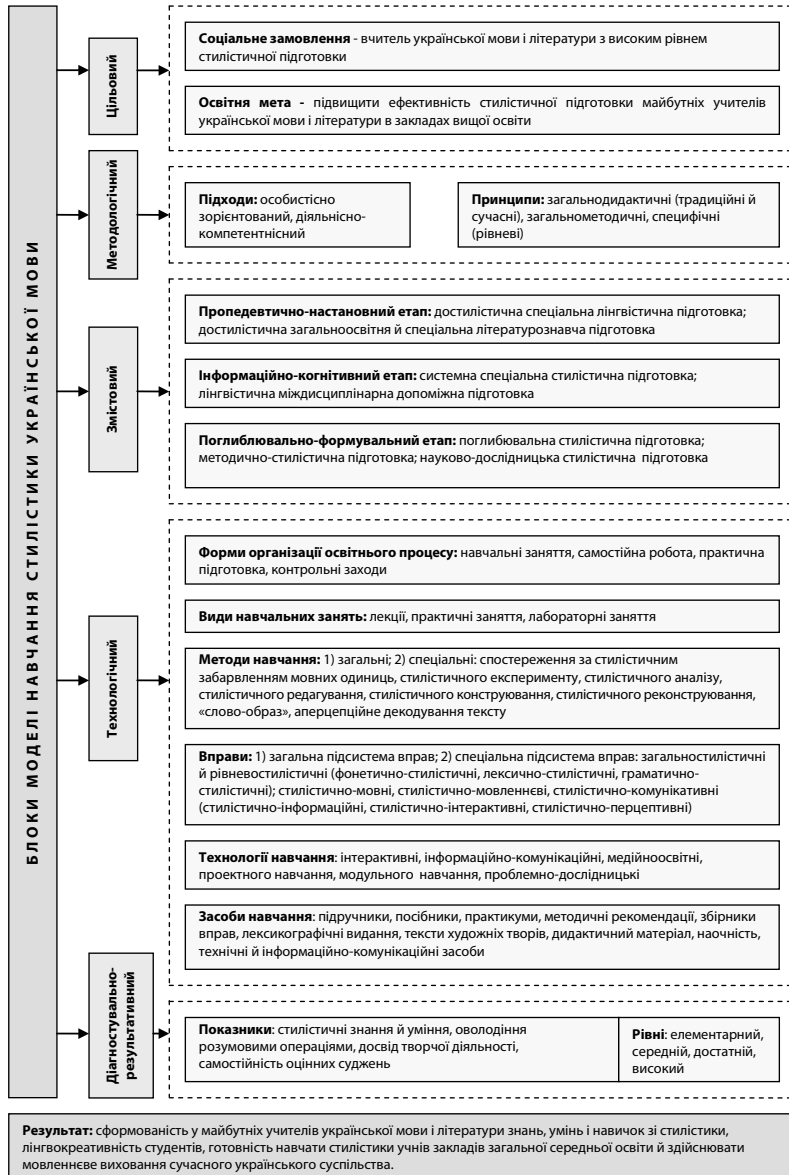 БЛОКИ МОДЕЛІ НАВЧАННЯ СТИЛІСТИКИ УКРАЇНСЬКОЇ МОВИ
Цільовий
Соціальне замовлення - вчитель української мови і літератури з високим рівнем
стилістичної підготовки
Освітня мета - підвищити ефективність стилістичної підготовки майбутніх учителів
української мови і літератури в закладах вищої освіти
Методологічний
Підходи: особистісно
зорієнтований, діяльнісно-
компетентнісний
Принципи: загальнодидактичні (традиційні й
сучасні), загальнометодичні, специфічні
(рівневі)
Змістовий
Пропедевтично-настановний етап: достилістична спеціальна лінгвістична підготовка;
достилістична загальноосвітня й спеціальна літературознавча підготовка
Інформаційно-когнітивний етап: системна спеціальна стилістична підготовка;
лінгвістична міждисциплінарна допоміжна підготовка
Поглиблювально-формувальний етап: поглибювальна стилістична підготовка;
методично-стилістична підготовка; науково-дослідницька стилістична підготовка
Технологічний
Форми організації освітнього процесу: навчальні заняття, самостійна робота, практична
підготовка, контрольні заходи
Види навчальних занять: лекції, практичні заняття, лабораторні заняття
Методи навчання: 1) загальні; 2) спеціальні: спостереження за стилістичним
забарвленням мовних одиниць, стилістичного експерименту, стилістичного аналізу,
стилістичного редагування, стилістичного конструювання, стилістичного реконструювання,
«слово-образ», аперцепційне декодування тексту
Вправи: 1) загальна підсистема вправ; 2) спеціальна підсистема вправ: загальностилістичні
й рівневостилістичні (фонетично-стилістичні, лексично-стилістичні, граматично-
стилістичні); стилістично-мовні, стилістично-мовленнєві, стилістично-комунікативні
(стилістично-інформаційні, стилістично-інтерактивні, стилістично-перцептивні)
Технології навчання: інтерактивні, інформаційно-комунікаційні, медійноосвітні,
проектного навчання, модульного навчання, проблемно-дослідницькі
Засоби навчання: підручники, посібники, практикуми, методичні рекомендації, збірники
вправ, лексикографічні видання, тексти художніх творів, дидактичний матеріал, наочність,
технічні й інформаційно-комунікаційні засоби
Діагностувально-
результативний
Показники: стилістичні знання й уміння, оволодіння
розумовими операціями, досвід творчої діяльності,
самостійність оцінних суджень
Рівні: елементарний,
середній, достатній,
високий
Результат: сформованість у майбутніх учителів української мови і літератури знань, умінь і навичок зі стилістики,
лінгвокреативність студентів, готовність навчати стилістики учнів закладів загальної середньої освіти й здійснювати
мовленнєве виховання сучасного українського суспільства.